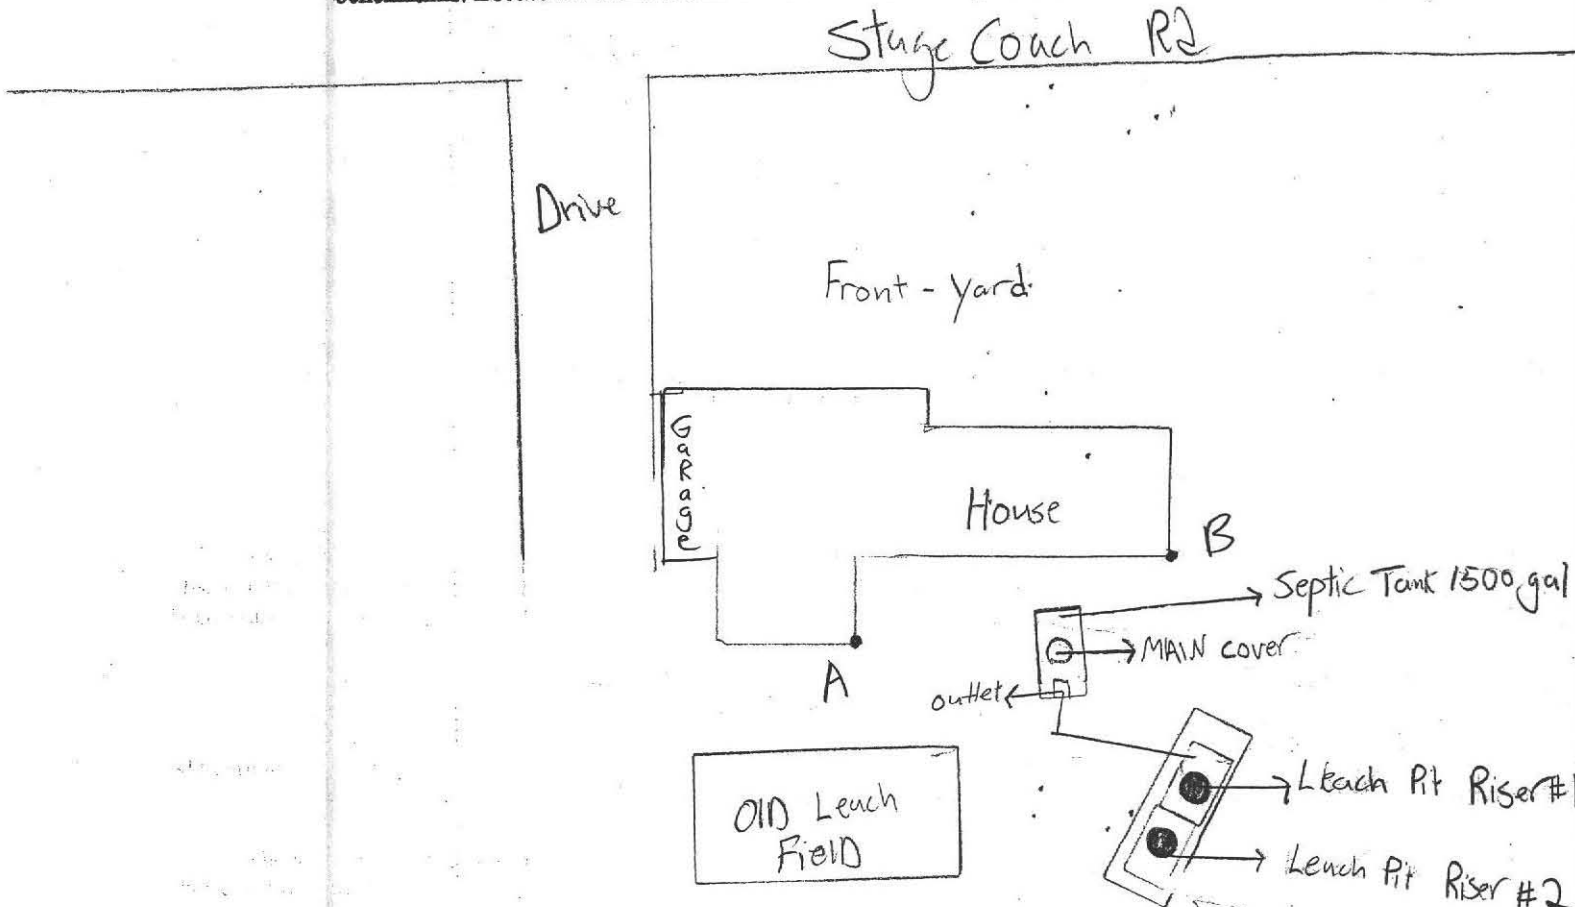 Stage Coach Rd
Drive
Front - yard
GaRage
House
B
A
Septic Tank 1500 gal
MAIN cover
outlet
Leach Pit Riser #1
OlD Leach
FielD
Leach Pit Riser #2